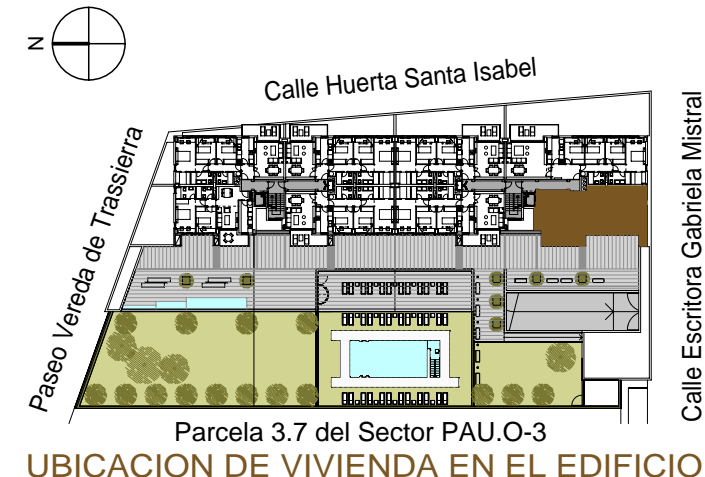 N
Calle Huerta Santa Isabel
Paseo Vereda de Trassierra
Calle Escritora Gabriela Mistral
Parcela 3.7 del Sector PAU.O-3
UBICACION DE VIVIENDA EN EL EDIFICIO